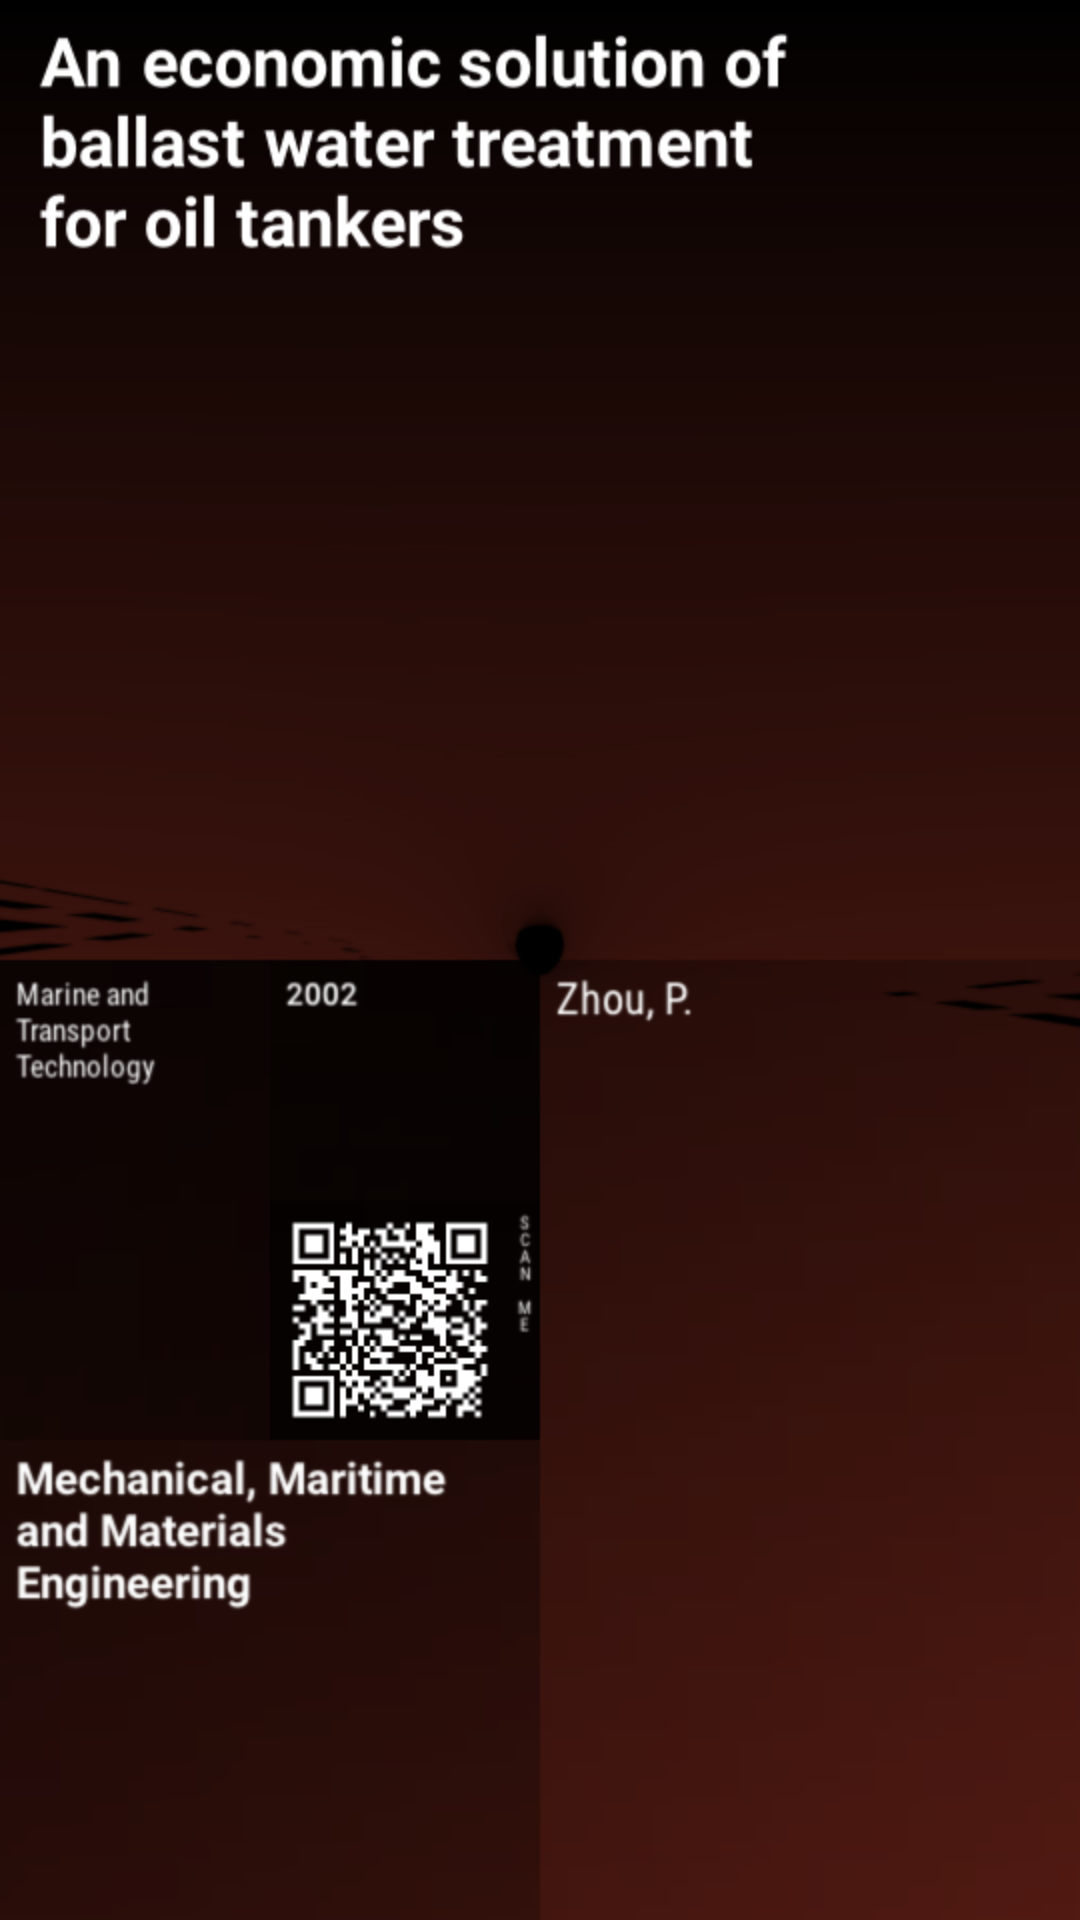 An economic solution of
ballast water treatment
for oil tankers
Marine and
Transport
Technology
2002
Zhou, P.
SCAN ME
Mechanical, Maritime
and Materials
Engineering